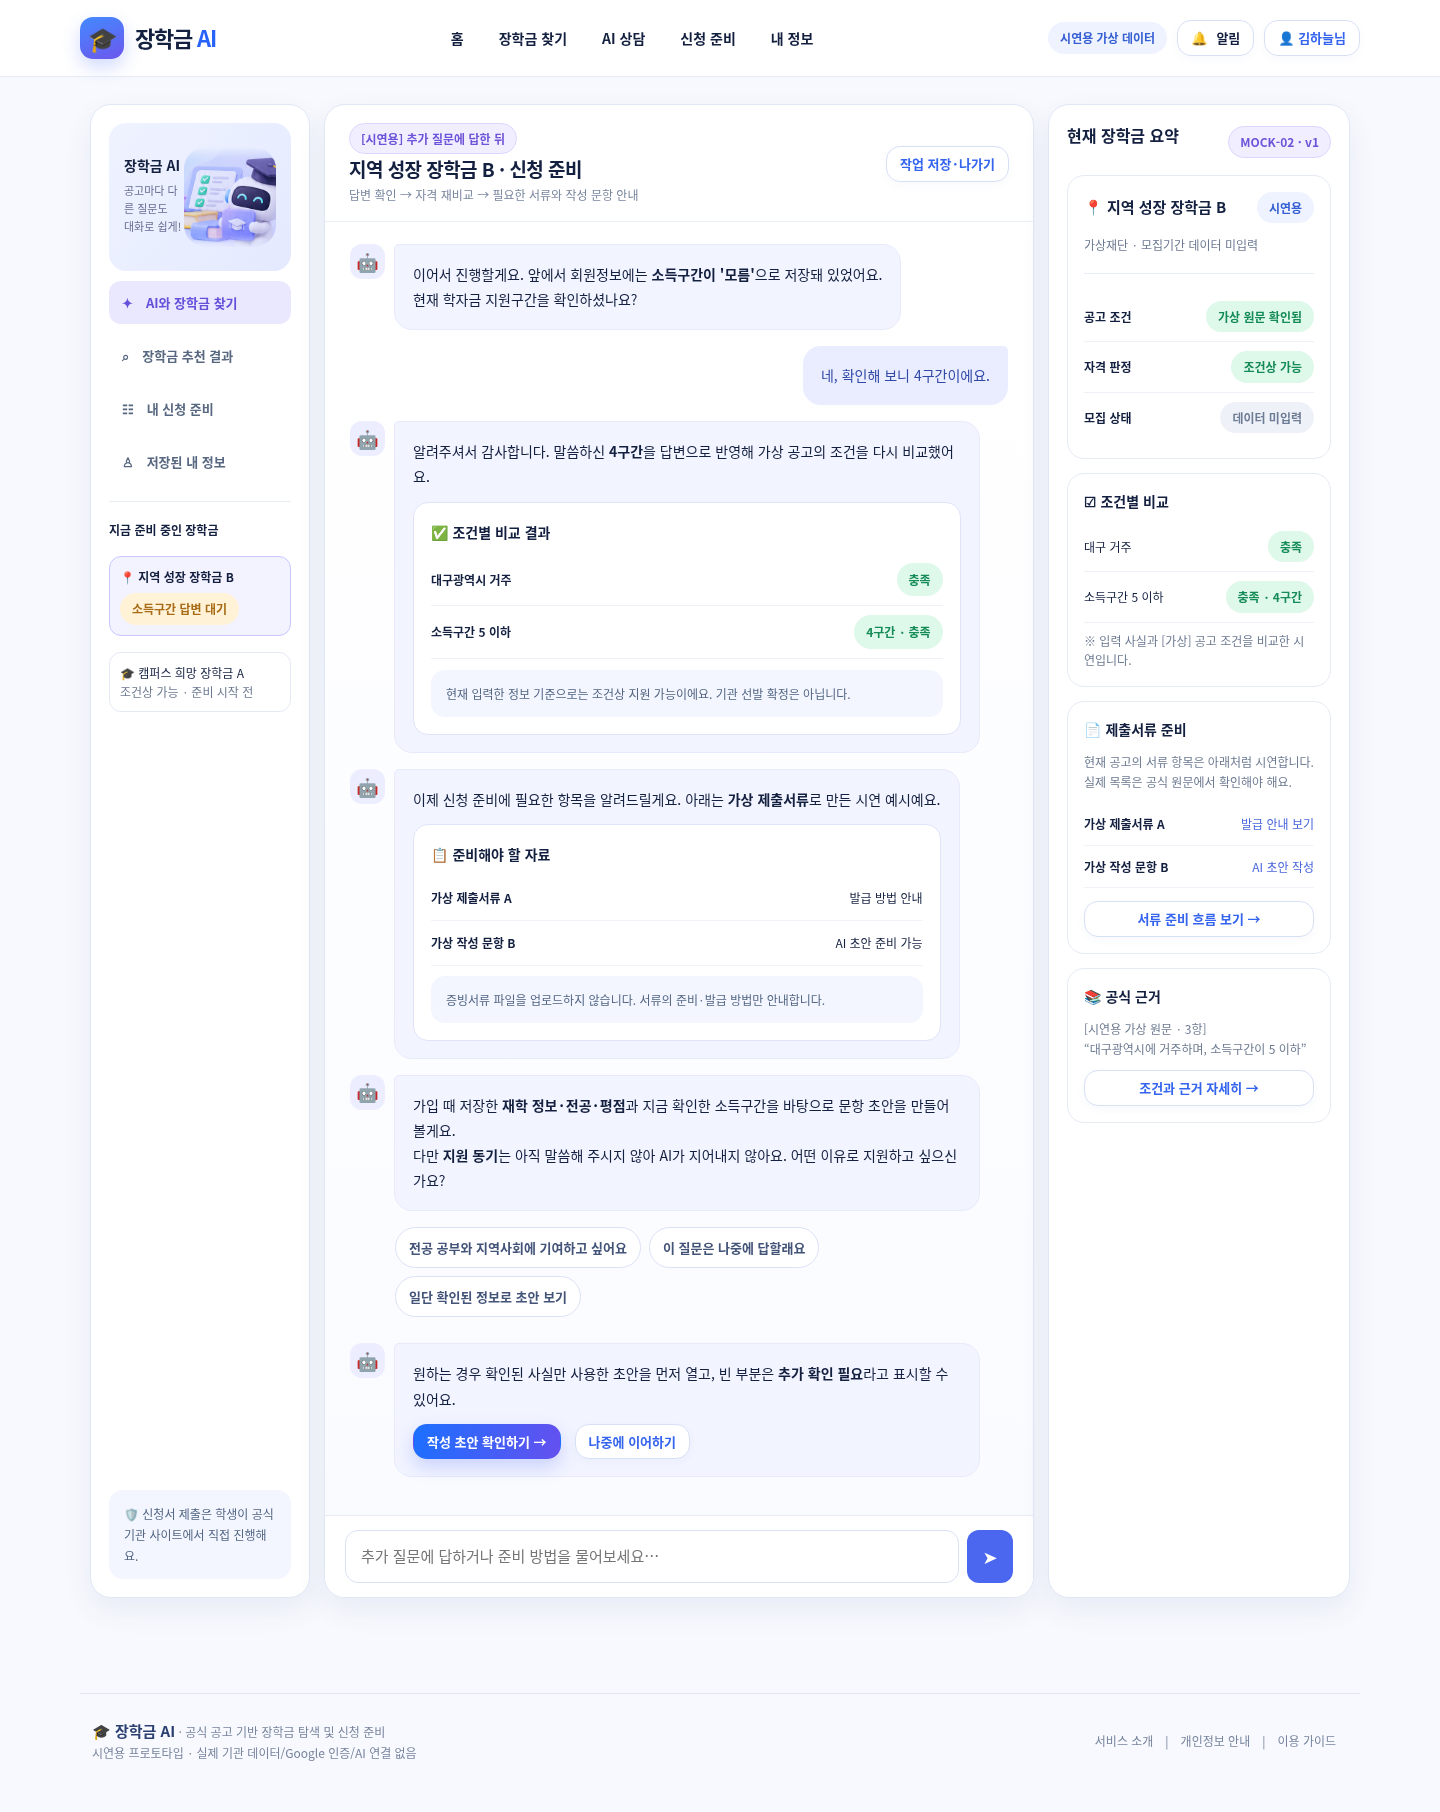 🎓 장학금 AI
홈 장학금 찾기 AI 상담 신청 준비 내 정보
시연용 가상 데이터 🔔 알림 👤 김하늘님
장학금 AI
공고마다 다
른 질문도
대화로 쉽게!
✦ AI와 장학금 찾기
⌕ 장학금 추천 결과
☷ 내 신청 준비
♙ 저장된 내 정보
지금 준비 중인 장학금
📍 지역 성장 장학금 B
소득구간 답변 대기
🎓 캠퍼스 희망 장학금 A
조건상 가능 · 준비 시작 전
🛡️ 신청서 제출은 학생이 공식
기관 사이트에서 직접 진행해
요.
[시연용] 추가 질문에 답한 뒤
지역 성장 장학금 B · 신청 준비
답변 확인 → 자격 재비교 → 필요한 서류와 작성 문항 안내
작업 저장·나가기
🤖
이어서 진행할게요. 앞에서 회원정보에는 소득구간이 '모름'으로 저장돼 있었어요.
현재 학자금 지원구간을 확인하셨나요?
네, 확인해 보니 4구간이에요.
🤖
알려주셔서 감사합니다. 말씀하신 4구간을 답변으로 반영해 가상 공고의 조건을 다시 비교했어
요.
✅ 조건별 비교 결과
대구광역시 거주 충족
소득구간 5 이하 4구간 · 충족
현재 입력한 정보 기준으로는 조건상 지원 가능이에요. 기관 선발 확정은 아닙니다.
🤖
이제 신청 준비에 필요한 항목을 알려드릴게요. 아래는 가상 제출서류로 만든 시연 예시예요.
📋 준비해야 할 자료
가상 제출서류 A 발급 방법 안내
가상 작성 문항 B AI 초안 준비 가능
증빙서류 파일을 업로드하지 않습니다. 서류의 준비·발급 방법만 안내합니다.
🤖
가입 때 저장한 재학 정보·전공·평점과 지금 확인한 소득구간을 바탕으로 문항 초안을 만들어
볼게요.
다만 지원 동기는 아직 말씀해 주시지 않아 AI가 지어내지 않아요. 어떤 이유로 지원하고 싶으신
가요?
전공 공부와 지역사회에 기여하고 싶어요 이 질문은 나중에 답할래요
일단 확인된 정보로 초안 보기
🤖
원하는 경우 확인된 사실만 사용한 초안을 먼저 열고, 빈 부분은 추가 확인 필요라고 표시할 수
있어요.
작성 초안 확인하기 → 나중에 이어하기
추가 질문에 답하거나 준비 방법을 물어보세요… ➤
현재 장학금 요약 MOCK-02 · v1
📍 지역 성장 장학금 B 시연용
가상재단 · 모집기간 데이터 미입력
공고 조건 가상 원문 확인됨
자격 판정 조건상 가능
모집 상태 데이터 미입력
☑ 조건별 비교
대구 거주 충족
소득구간 5 이하 충족 · 4구간
※ 입력 사실과 [가상] 공고 조건을 비교한 시
연입니다.
📄 제출서류 준비
현재 공고의 서류 항목은 아래처럼 시연합니다.
실제 목록은 공식 원문에서 확인해야 해요.
가상 제출서류 A 발급 안내 보기
가상 작성 문항 B AI 초안 작성
서류 준비 흐름 보기 →
📚 공식 근거
[시연용 가상 원문 · 3항]
“대구광역시에 거주하며, 소득구간이 5 이하”
조건과 근거 자세히 →
🎓 장학금 AI · 공식 공고 기반 장학금 탐색 및 신청 준비
시연용 프로토타입 · 실제 기관 데이터/Google 인증/AI 연결 없음
서비스 소개 | 개인정보 안내 | 이용 가이드